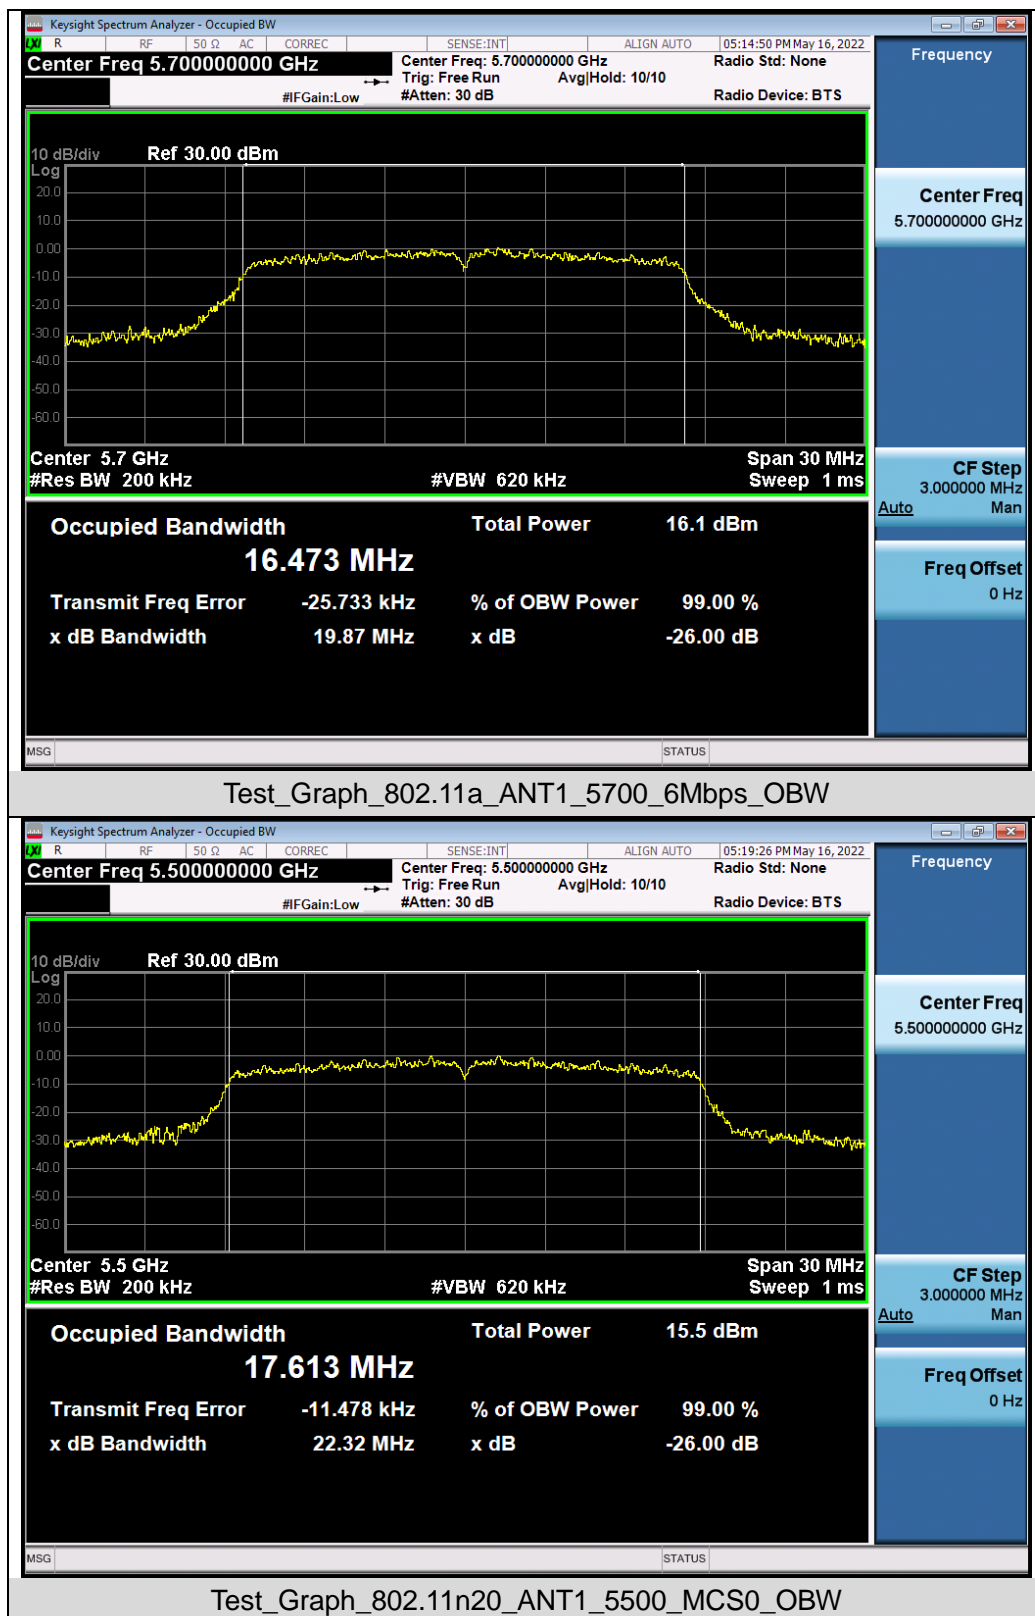 Keysight Spectrum Analyzer - Occupied BW
LXI R RF 50 Ω AC CORREC SENSE:INT ALIGN AUTO 05:14:50 PM May 16, 2022
Center Freq 5.700000000 GHz
Center Freq: 5.700000000 GHz
Radio Std: None
Trig: Free Run Avg|Hold: 10/10
#IFGain:Low
#Atten: 30 dB
Radio Device: BTS
Frequency
10 dB/div Ref 30.00 dBm
Log
20.0
10.0
0.00
-10.0
-20.0
-30.0
-40.0
-50.0
-60.0
Center 5.7 GHz
Span 30 MHz
#Res BW 200 kHz
#VBW 620 kHz
Sweep 1 ms
Center Freq
5.700000000 GHz
CF Step
3.000000 MHz
Auto Man
Freq Offset
0 Hz
Occupied Bandwidth
Total Power 16.1 dBm
16.473 MHz
Transmit Freq Error -25.733 kHz
% of OBW Power 99.00 %
x dB Bandwidth 19.87 MHz
x dB -26.00 dB
MSG
STATUS
Test_Graph_802.11a_ANT1_5700_6Mbps_OBW
Keysight Spectrum Analyzer - Occupied BW
LXI R RF 50 Ω AC CORREC SENSE:INT ALIGN AUTO 05:19:26 PM May 16, 2022
Center Freq 5.500000000 GHz
Center Freq: 5.500000000 GHz
Radio Std: None
Trig: Free Run Avg|Hold: 10/10
#IFGain:Low
#Atten: 30 dB
Radio Device: BTS
Frequency
10 dB/div Ref 30.00 dBm
Log
20.0
10.0
0.00
-10.0
-20.0
-30.0
-40.0
-50.0
-60.0
Center 5.5 GHz
Span 30 MHz
#Res BW 200 kHz
#VBW 620 kHz
Sweep 1 ms
Center Freq
5.500000000 GHz
CF Step
3.000000 MHz
Auto Man
Freq Offset
0 Hz
Occupied Bandwidth
Total Power 15.5 dBm
17.613 MHz
Transmit Freq Error -11.478 kHz
% of OBW Power 99.00 %
x dB Bandwidth 22.32 MHz
x dB -26.00 dB
MSG
STATUS
Test_Graph_802.11n20_ANT1_5500_MCS0_OBW